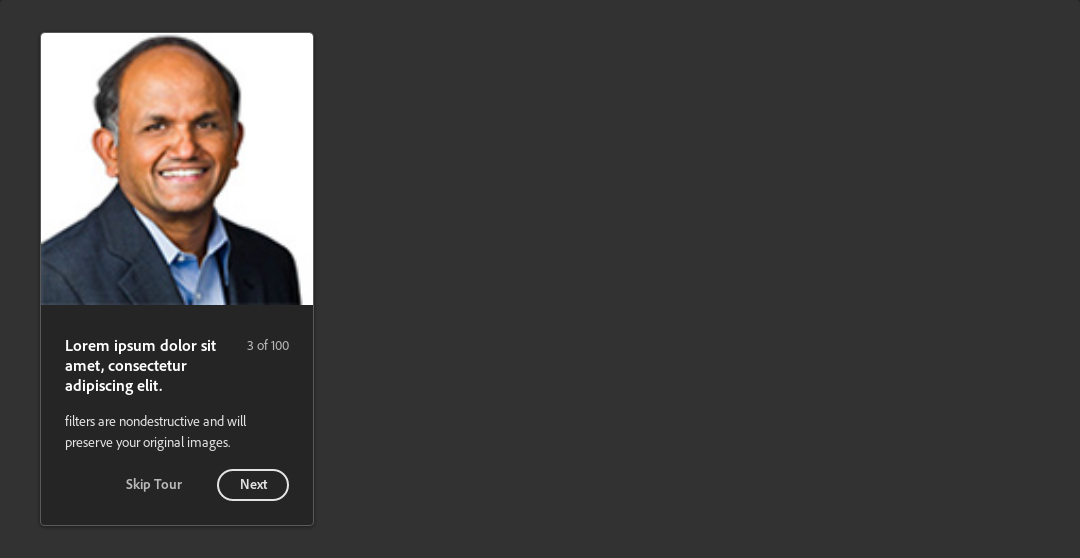 Lorem ipsum dolor sit
3 of 100
amet, consectetur
adipiscing elit.
filters are nondestructive and will
preserve your original images.
Skip Tour
Next